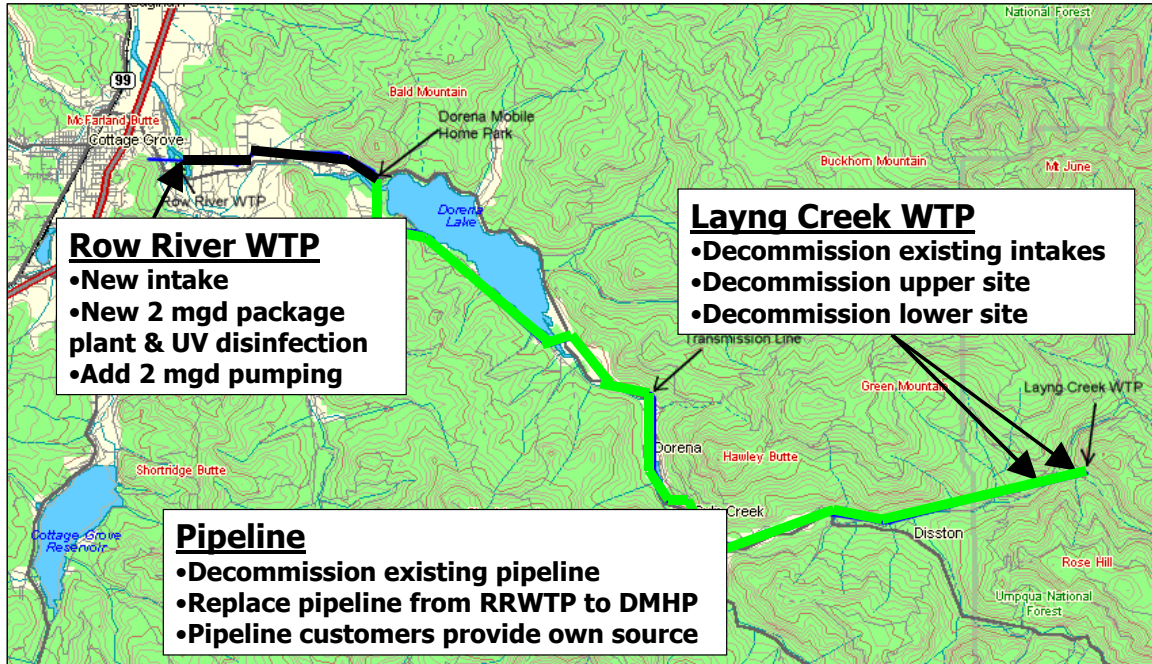 National Forest
99
Bald Mountain
Dorena Mobile
Home Park
McFarland Butte
Cottage Grove
Buckhorn Mountain
Mt June
Row River WTP
Dorena
Lake
Row River WTP
•New intake
•New 2 mgd package
plant & UV disinfection
•Add 2 mgd pumping
Layng Creek WTP
•Decommission existing intakes
•Decommission upper site
•Decommission lower site
Transmission Line
Green Mountain
Layng Creek WTP
Dorena
Hawley Butte
Shortridge Butte
Creek
Disston
Cottage Grove
Reservoir
Rose Hill
Umpqua National
Forest
Pipeline
•Decommission existing pipeline
•Replace pipeline from RRWTP to DMHP
•Pipeline customers provide own source